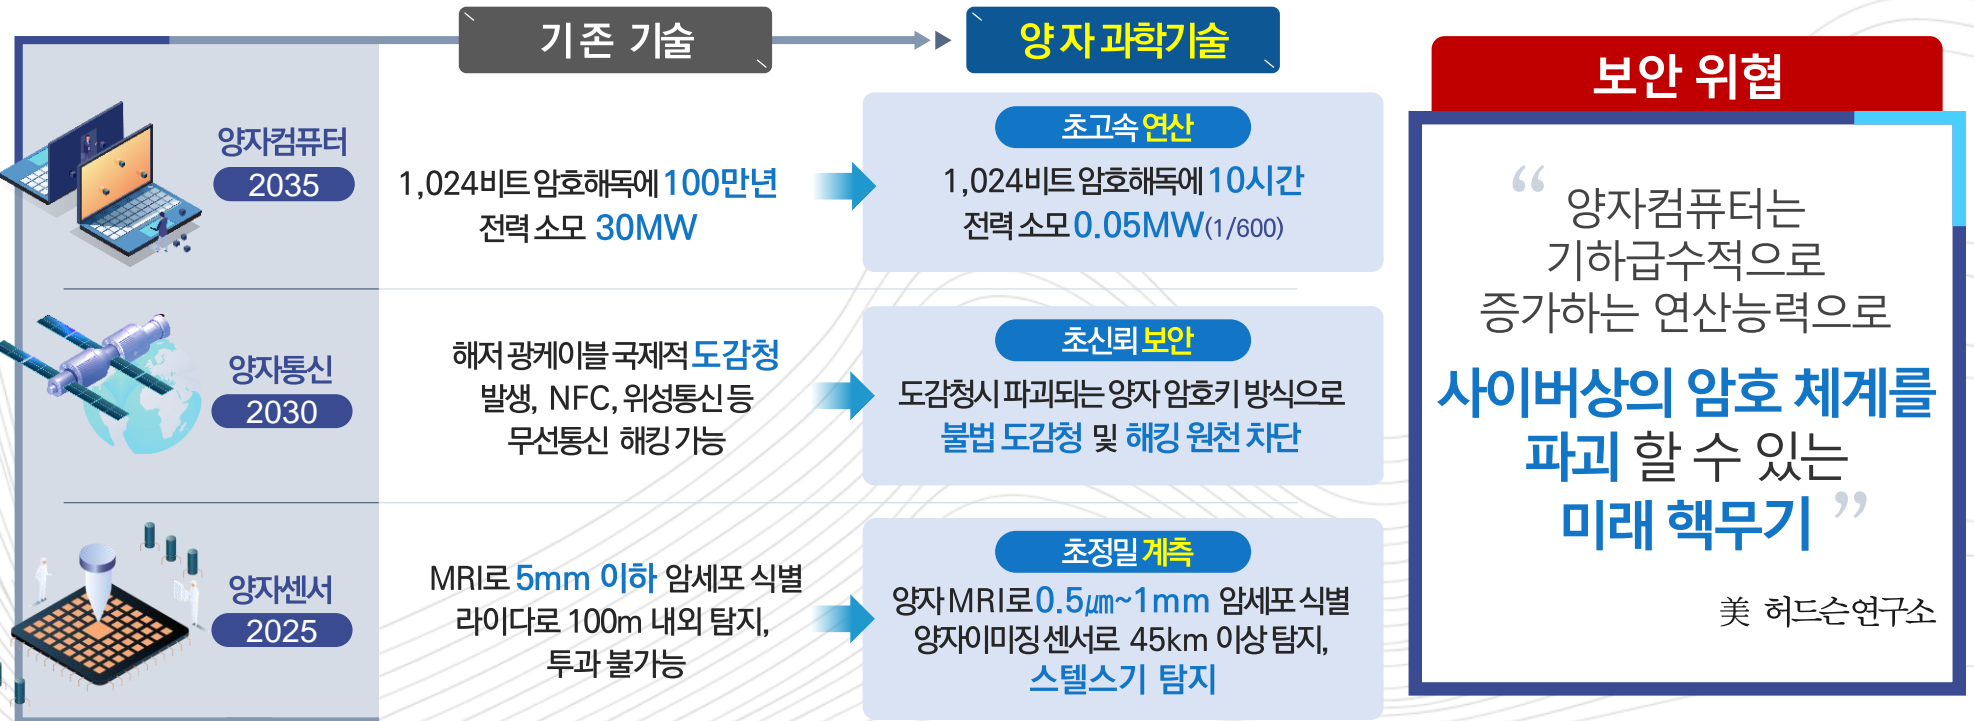 기존 기술
양자과학기술
양자컴퓨터
2035
1,024비트 암호해독에 100만년
전력 소모 30MW
초고속 연산
1,024비트 암호해독에 10시간
전력 소모 0.05MW(1/600)
양자통신
2030
해저 광케이블 국제적 도감청
발생, NFC, 위성통신 등
무선통신 해킹 가능
초신뢰 보안
도감청시 파괴되는 양자 암호키 방식으로
불법 도감청 및 해킹 원천 차단
양자센서
2025
MRI로 5mm 이하 암세포 식별
라이다로 100m 내외 탐지,
투과 불가능
초정밀 계측
양자 MRI로 0.5㎛~1mm 암세포 식별
양자이미징 센서로 45km 이상 탐지,
스텔스기 탐지
보안 위협
“ 양자컴퓨터는
기하급수적으로
증가하는 연산능력으로
사이버상의 암호 체계를
파괴 할 수 있는
미래 핵무기 ”
美 허드슨연구소